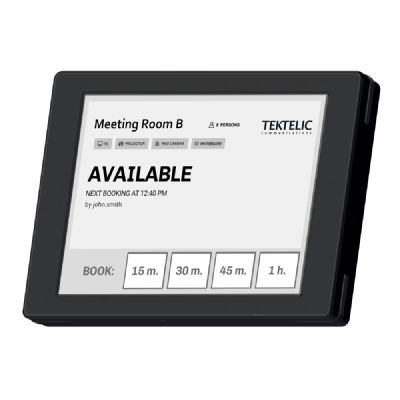 Meeting Room B
8 PERSONS
TEKTELIC
communications
TV
PROJECTOR
WEB CAMERA
WHITEBOARD
AVAILABLE
NEXT BOOKING AT 12:40 PM
by john.smith
BOOK:
15 m.
30 m.
45 m.
1 h.